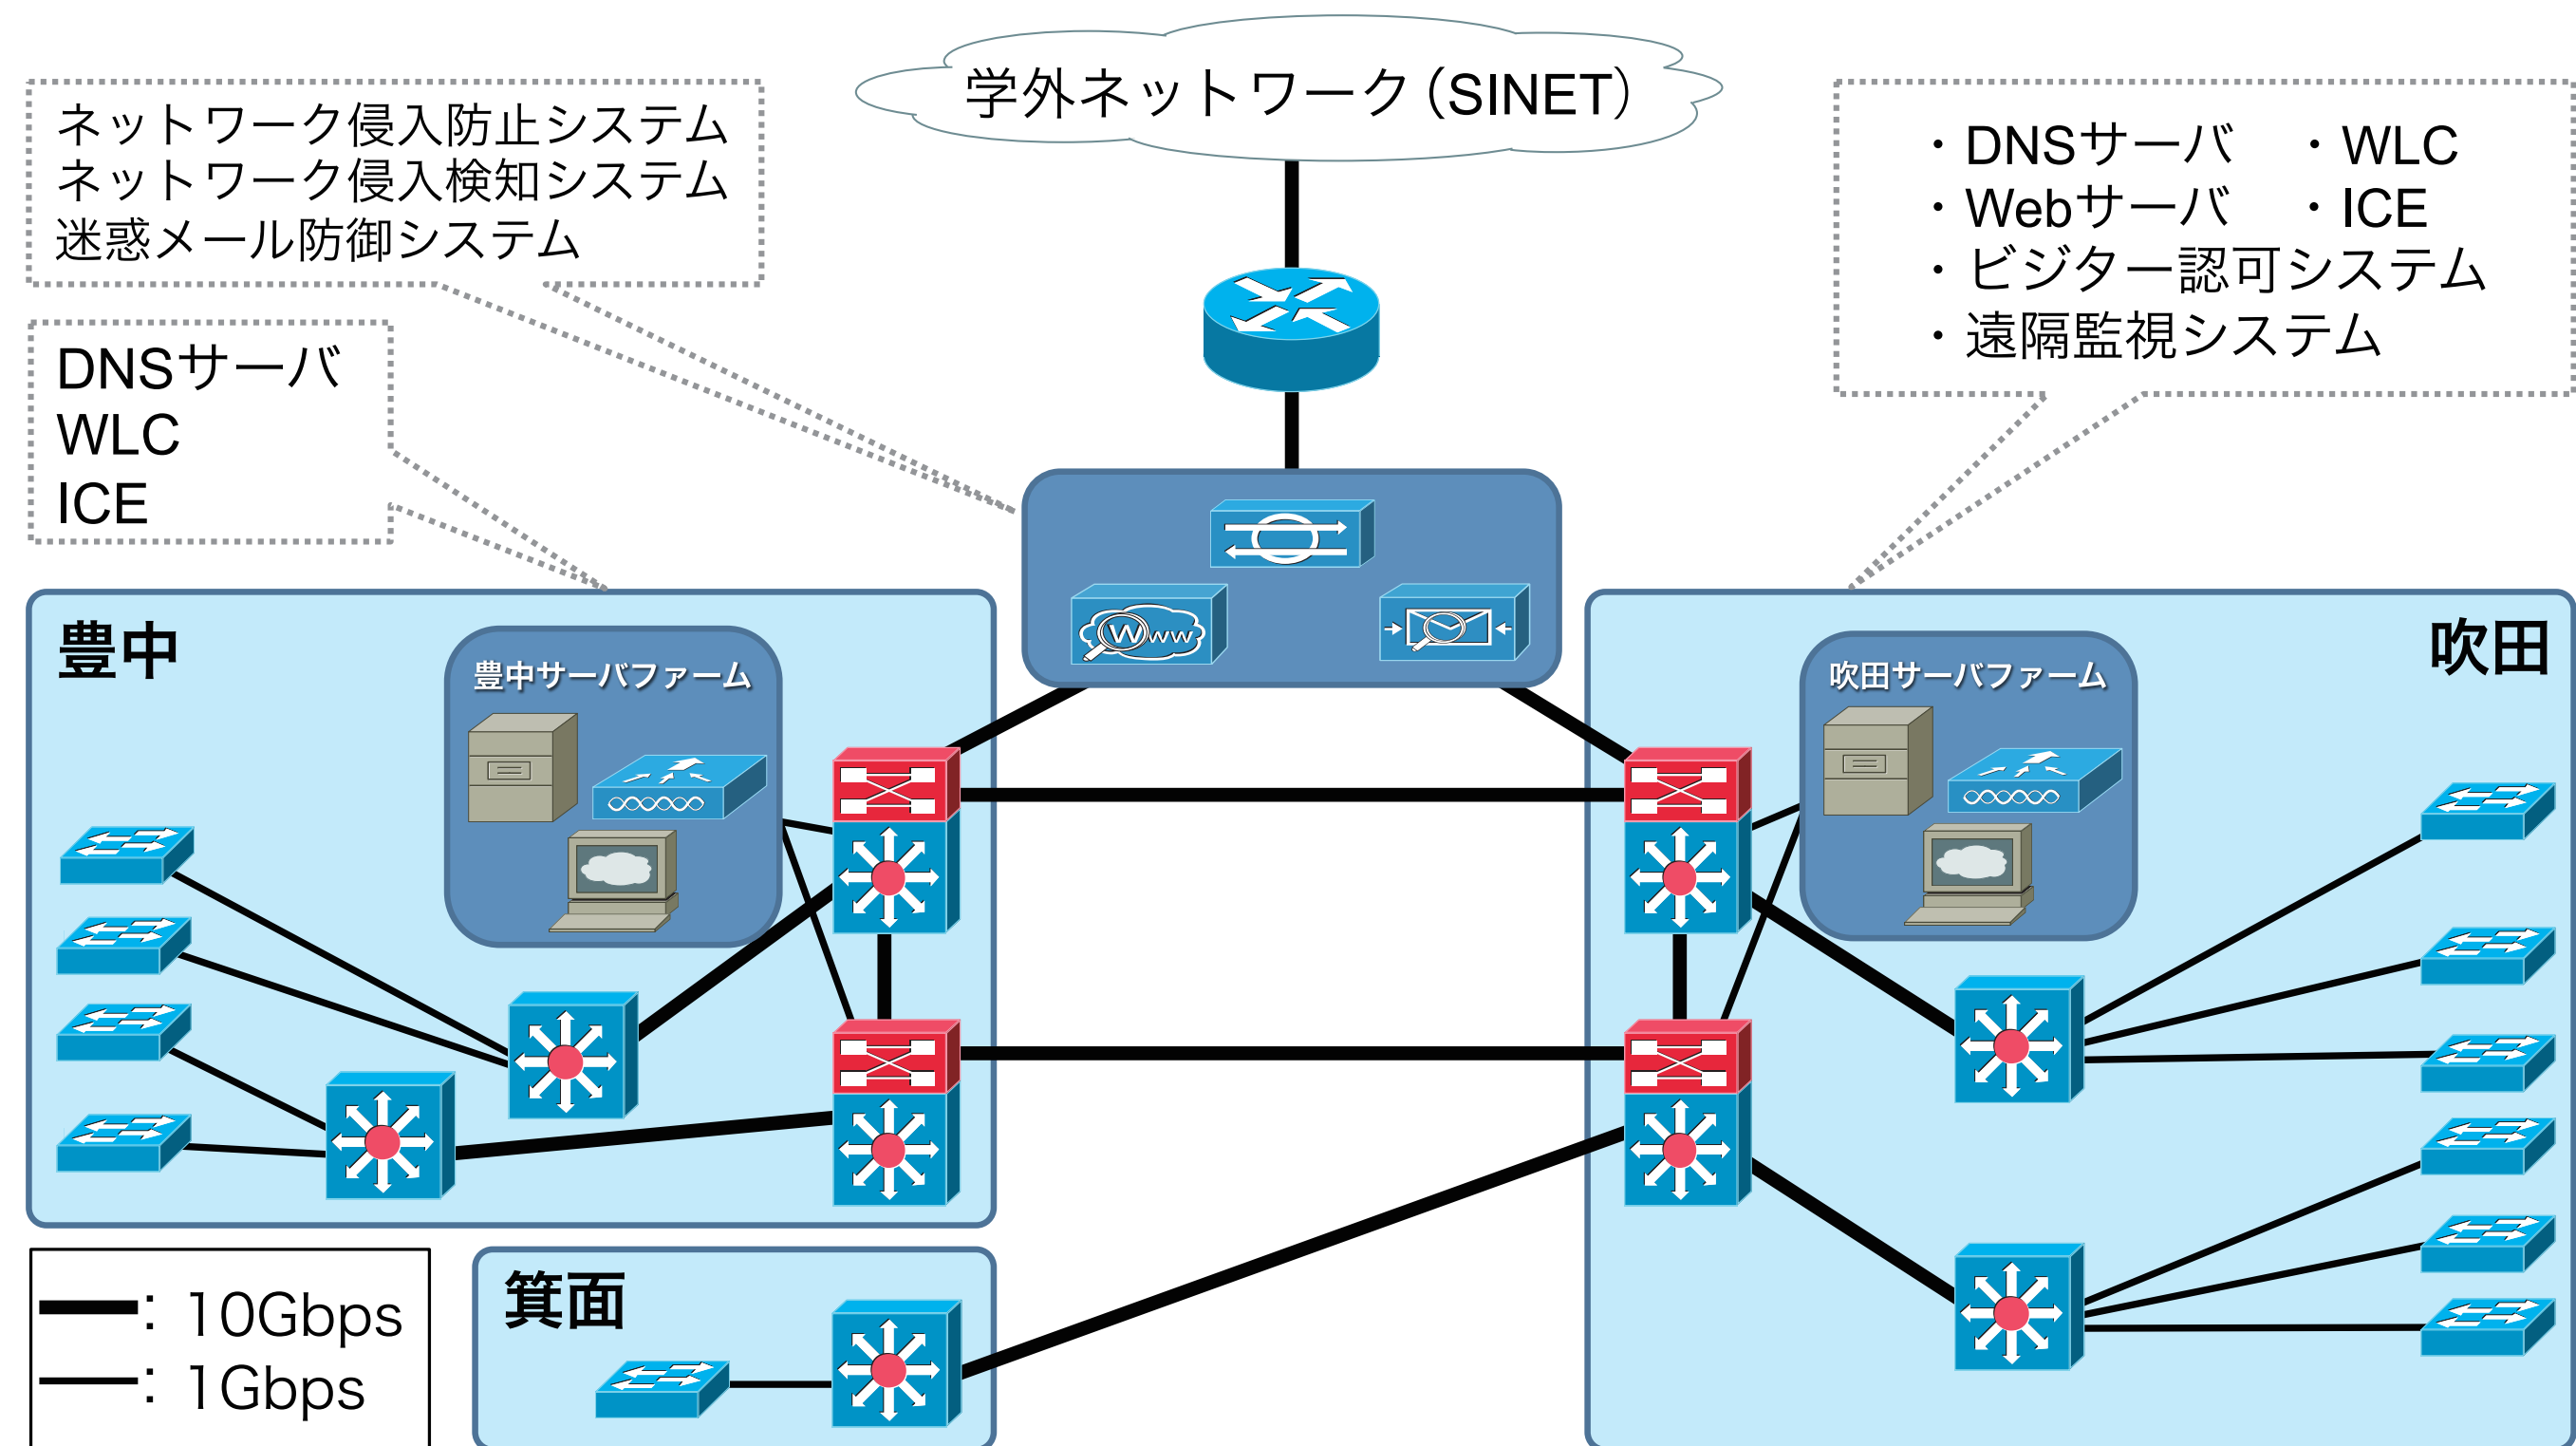 学外ネットワーク（SINET）
ネットワーク侵入防止システム
ネットワーク侵入検知システム
迷惑メール防御システム
・DNSサーバ ・WLC
・Webサーバ ・ICE
・ビジター認可システム
・遠隔監視システム
DNSサーバ
WLC
ICE
豊中
豊中サーバファーム
WWW
吹田サーバファーム
吹田
箕面
: 10Gbps
: 1Gbps